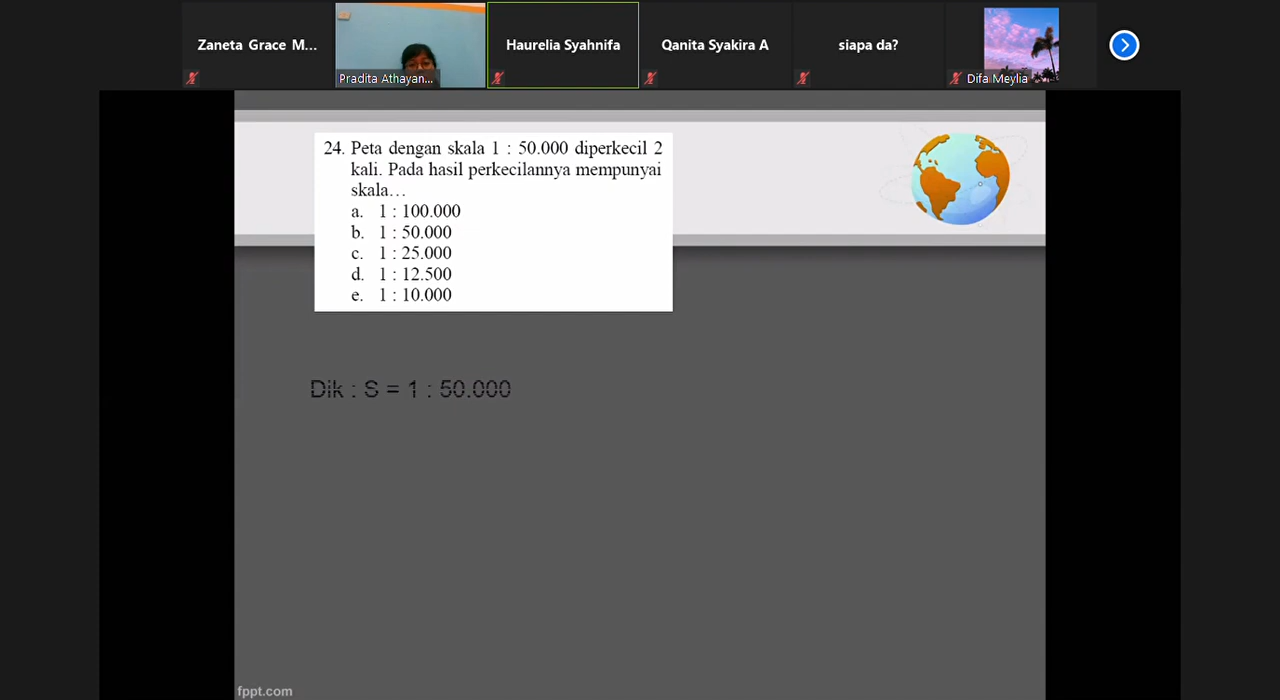 Zaneta Grace M...
Pradita Athayan...
Haurelia Syahnifa
Qanita Syakira A
siapa da?
Difa Meylia
24. Peta dengan skala 1 : 50.000 diperkecil 2
kali. Pada hasil perkecilannya mempunyai
skala...
a. 1 : 100.000
b. 1 : 50.000
c. 1 : 25.000
d. 1 : 12.500
e. 1 : 10.000
Dik : S = 1 : 50.000
fppt.com